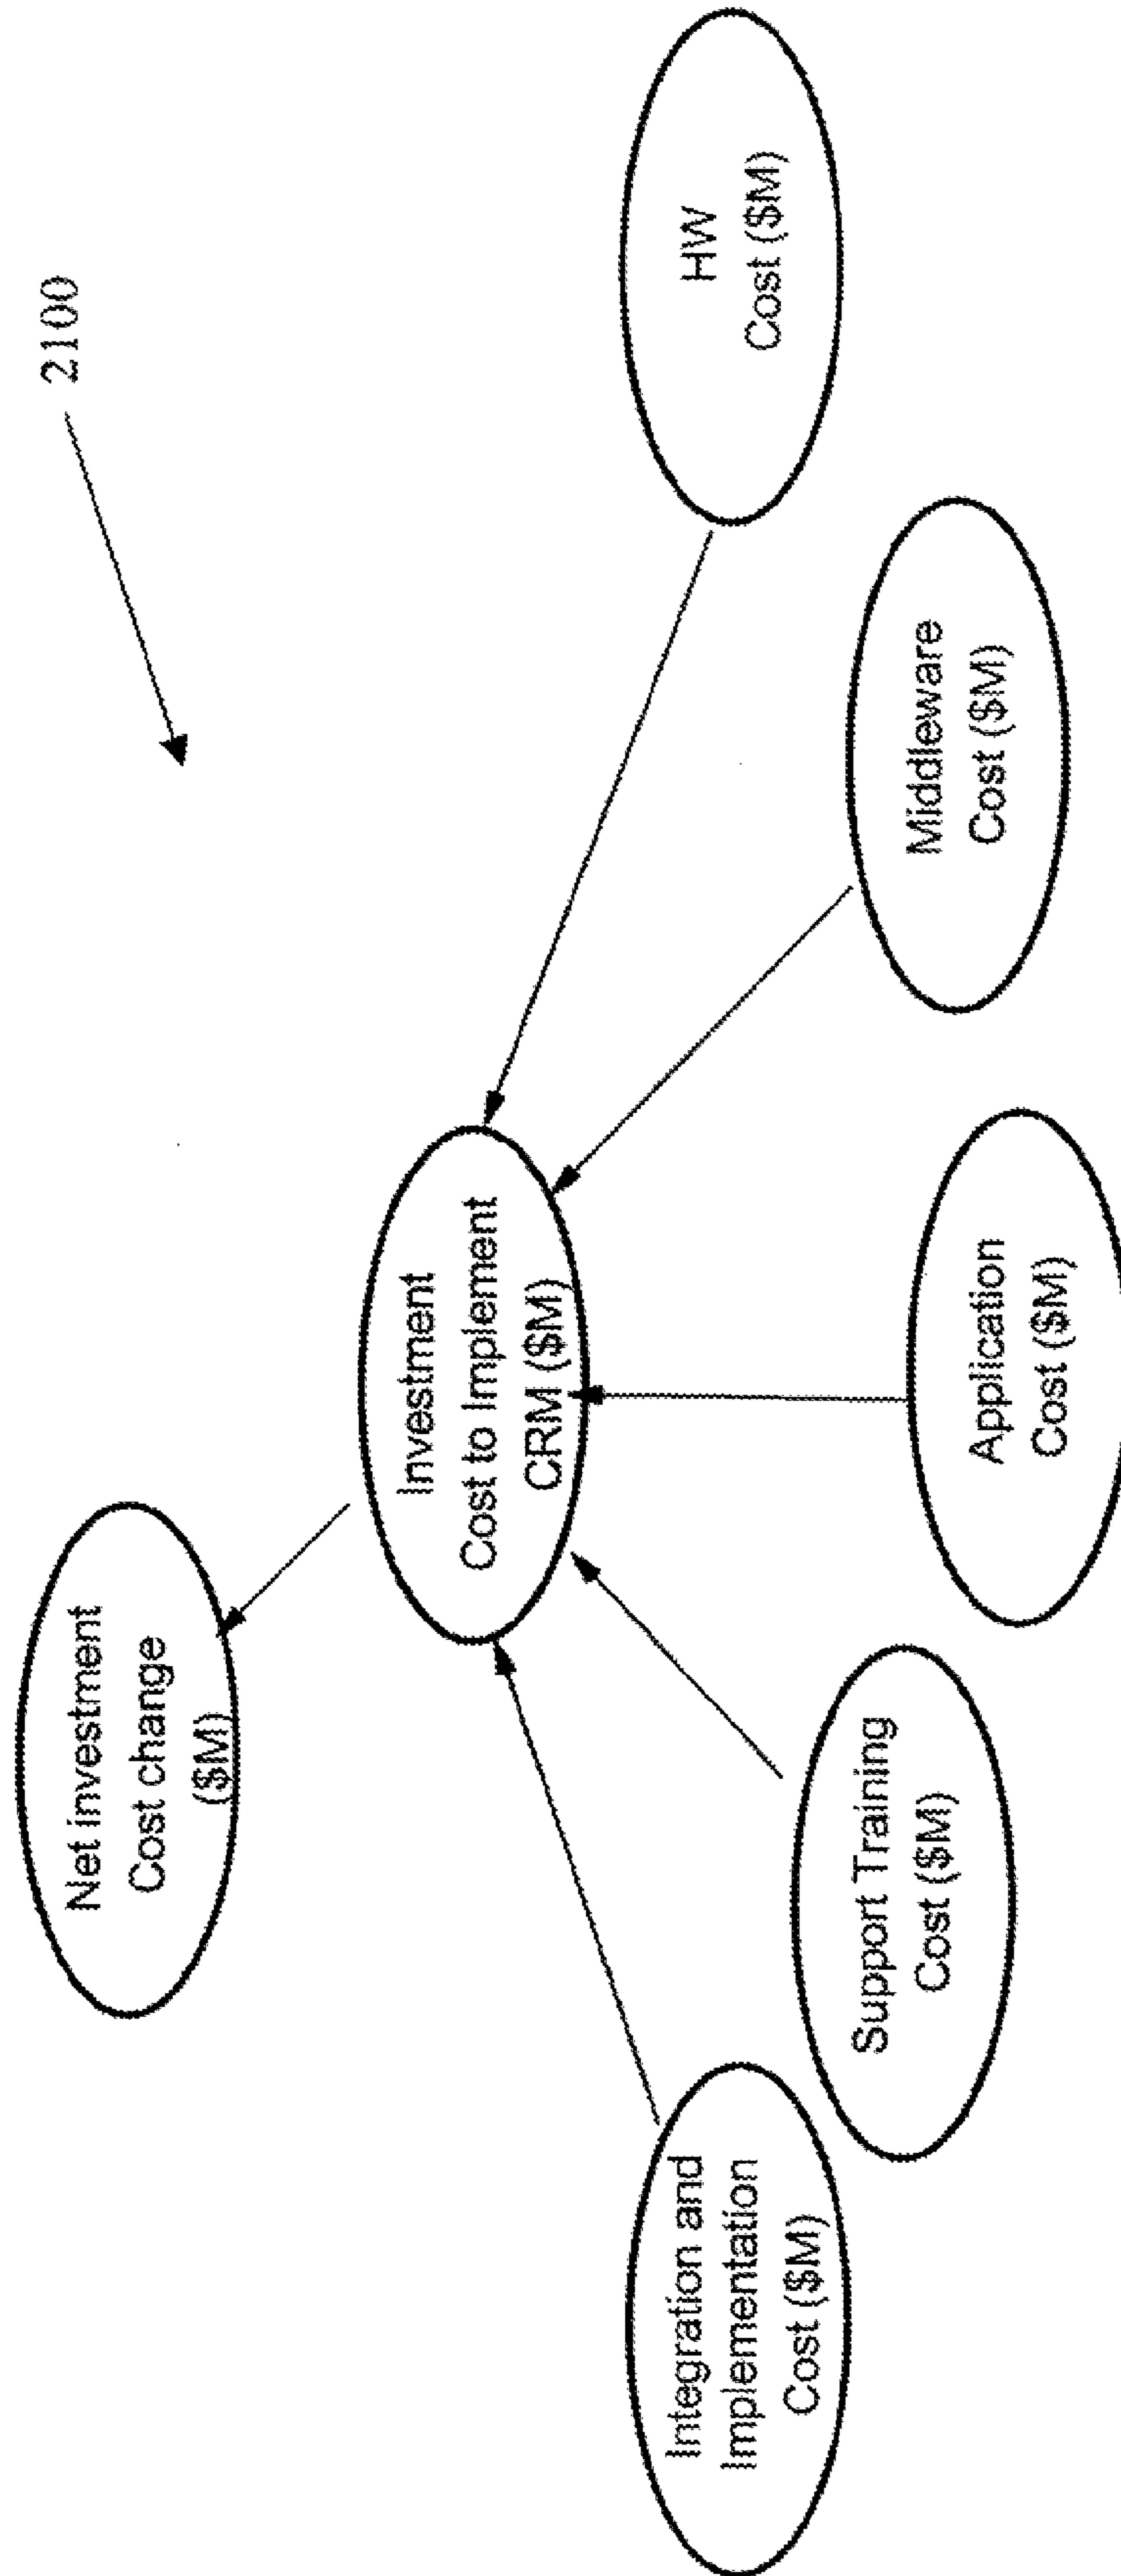 2100
Net investment
Cost change
($M)
Investment
Cost to Implement
CRM ($M)
Integration and
Implementation
Cost ($M)
Support Training
Cost ($M)
Application
Cost ($M)
Middleware
Cost ($M)
HW
Cost ($M)